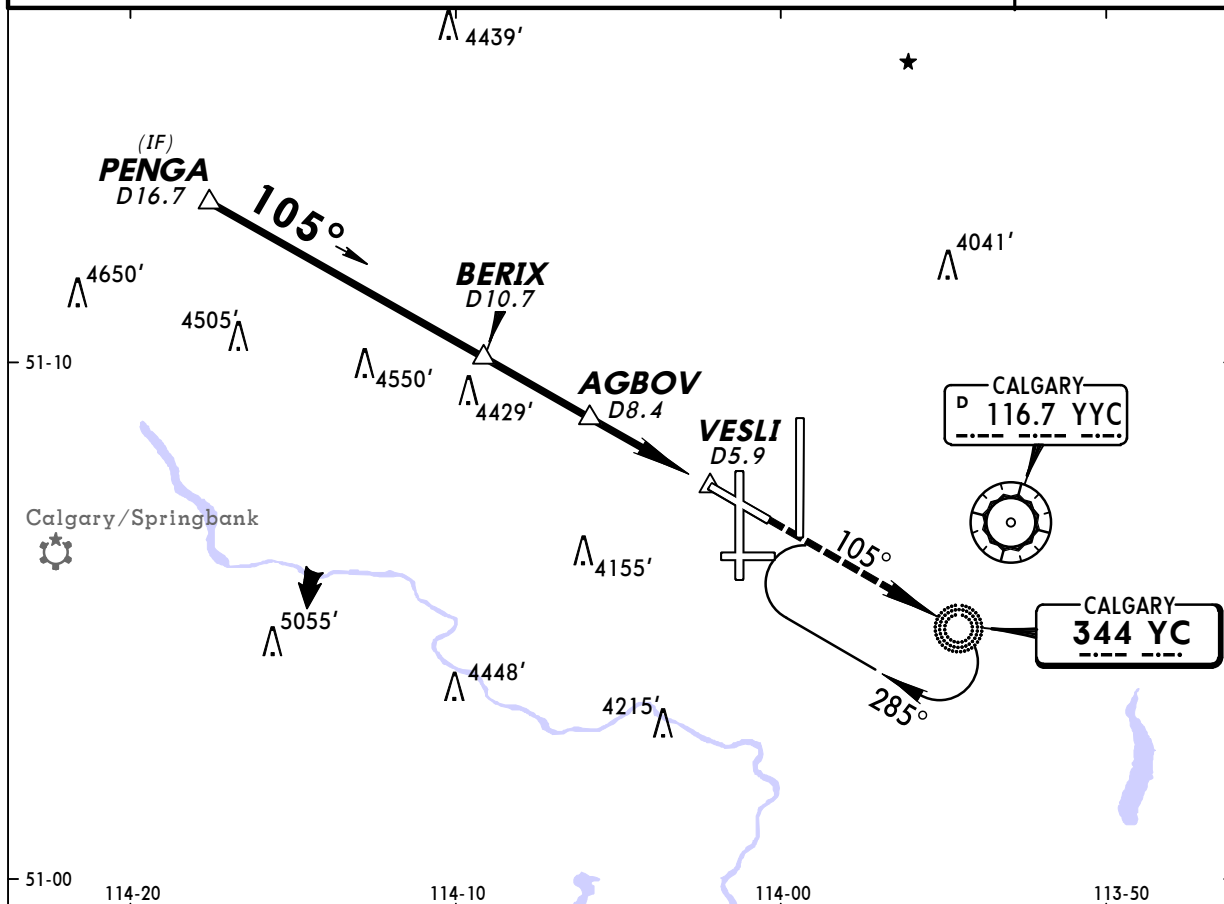 4439'
(IF)
PENGA
D16.7
105°
4650'
4505'
BERIX
D10.7
4041'
51-10
4550'
4429'
AGBOV
D8.4
CALGARY
D 116.7 YYC
VESLI
D5.9
Calgary/Springbank
4155'
105°
CALGARY
344 YC
5055'
4448'
4215'
285°
51-00
114-20
114-10
114-00
113-50